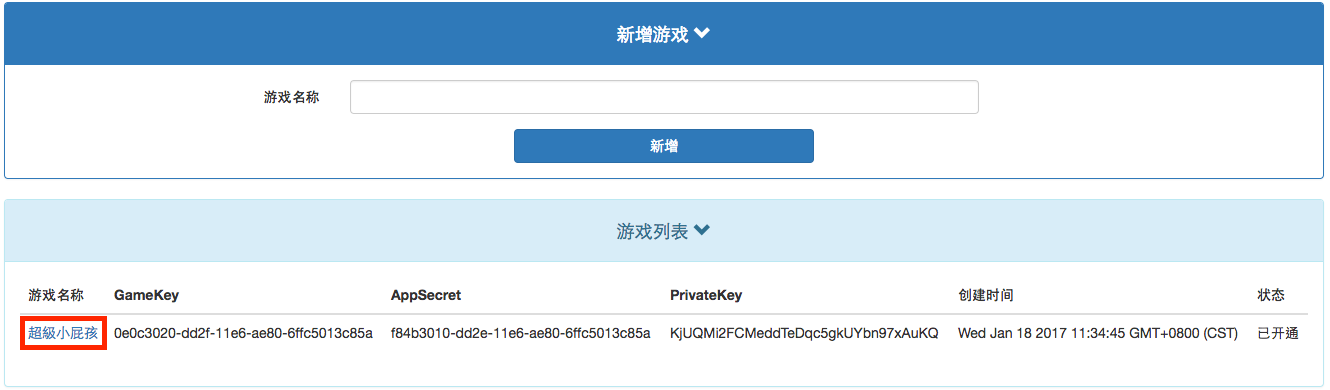 新增游戏
游戏名称
新增
游戏列表
游戏名称 GameKey AppSecret PrivateKey 创建时间 状态
超級小屁孩 0e0c3020-dd2f-11e6-ae80-6ffc5013c85a f84b3010-dd2e-11e6-ae80-6ffc5013c85a KjUQMi2FCMeddTeDqc5gkUYbn97xAuKQ Wed Jan 18 2017 11:34:45 GMT+0800 (CST) 已开通